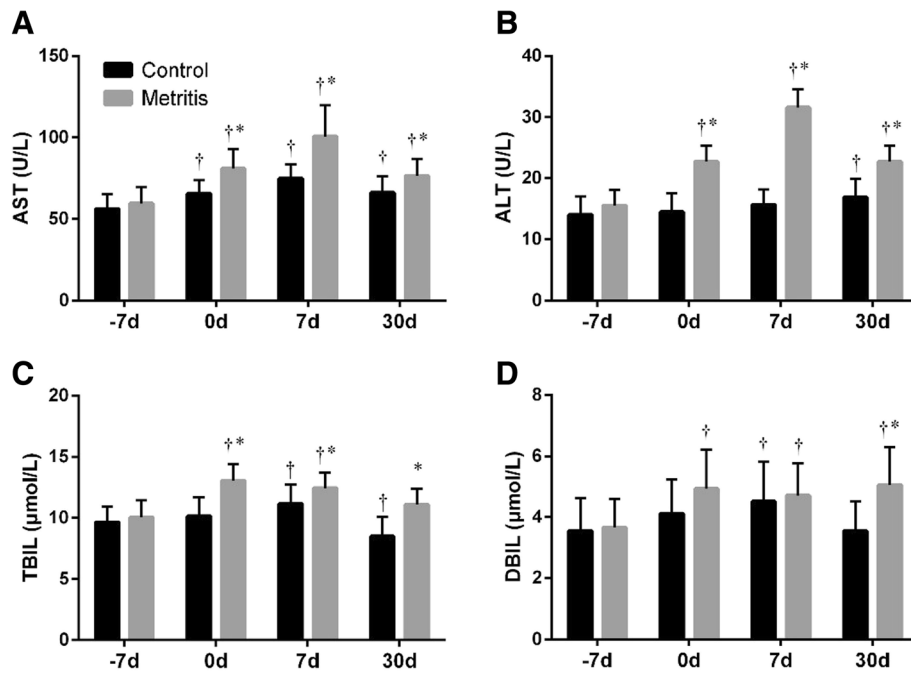 A
AST (U/L)
150
100
50
0
Control
Metritis
†
†*
†
†*
†
†*
-7d 0d 7d 30d
B
ALT (U/L)
40
30
20
10
0
†*
†*
†
†*
-7d 0d 7d 30d
C
TBIL (µmol/L)
20
15
10
5
0
†*
†
†*
†
*
-7d 0d 7d 30d
D
DBIL (µmol/L)
8
6
4
2
0
†
†
†
†*
-7d 0d 7d 30d